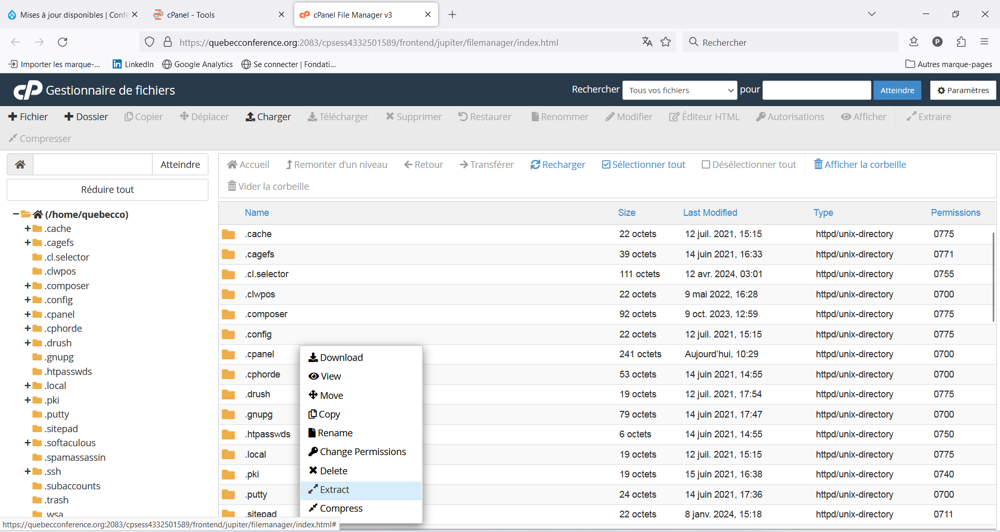 Mises à jour disponibles | Confé
cPanel - Tools
cPanel File Manager v3
https://quebecconference.org:2083/cpsess4332501589/frontend/jupiter/filemanager/index.html
Rechercher
P
Importer les marque-...
LinkedIn
Google Analytics
Se connecter | Fondati...
Autres marque-pages
cP Gestionnaire de fichiers
Rechercher Tous vos fichiers pour Atteindre Paramètres
Fichier Dossier Copier Déplacer Charger Télécharger Supprimer Restaurer Renommer Modifier Éditeur HTML Autorisations Afficher Extraire
Compresser
Atteindre
Réduire tout
(/home/quebecco)
.cache
.cagefs
.cl.selector
.clwpos
.composer
.config
.cpanel
.cphorde
.drush
.gnupg
.htpasswds
.local
.pki
.putty
.sitepad
.softaculous
.spamassassin
.ssh
.subaccounts
.trash
.wsa
Accueil Remonter d’un niveau Retour Transférer Recharger Sélectionner tout Désélectionner tout Afficher la corbeille
Vider la corbeille
Name Size Last Modified Type Permissions
.cache 22 octets 12 juil. 2021, 15:15 httpd/unix-directory 0775
.cagefs 39 octets 14 juin 2021, 16:33 httpd/unix-directory 0771
.cl.selector 111 octets 12 avr. 2024, 03:01 httpd/unix-directory 0755
.clwpos 22 octets 9 mai 2022, 16:28 httpd/unix-directory 0700
.composer 92 octets 9 oct. 2023, 12:59 httpd/unix-directory 0775
.config 22 octets 12 juil. 2021, 15:15 httpd/unix-directory 0775
.cpanel 241 octets Aujourd’hui, 10:29 httpd/unix-directory 0700
.cphorde 53 octets 14 juin 2021, 14:55 httpd/unix-directory 0700
.drush 19 octets 12 juil. 2021, 17:54 httpd/unix-directory 0775
.gnupg 79 octets 14 juin 2021, 17:47 httpd/unix-directory 0700
.htpasswds 6 octets 14 juin 2021, 14:55 httpd/unix-directory 0750
.local 19 octets 12 juil. 2021, 15:15 httpd/unix-directory 0775
.pki 19 octets 15 juin 2021, 16:38 httpd/unix-directory 0740
.putty 24 octets 14 juin 2021, 17:36 httpd/unix-directory 0700
.sitepad 22 octets 8 janv. 2024, 15:18 httpd/unix-directory 0711
Download
View
Move
Copy
Rename
Change Permissions
Delete
Extract
Compress
https://quebecconference.org:2083/cpsess4332501589/frontend/jupiter/filemanager/index.html#